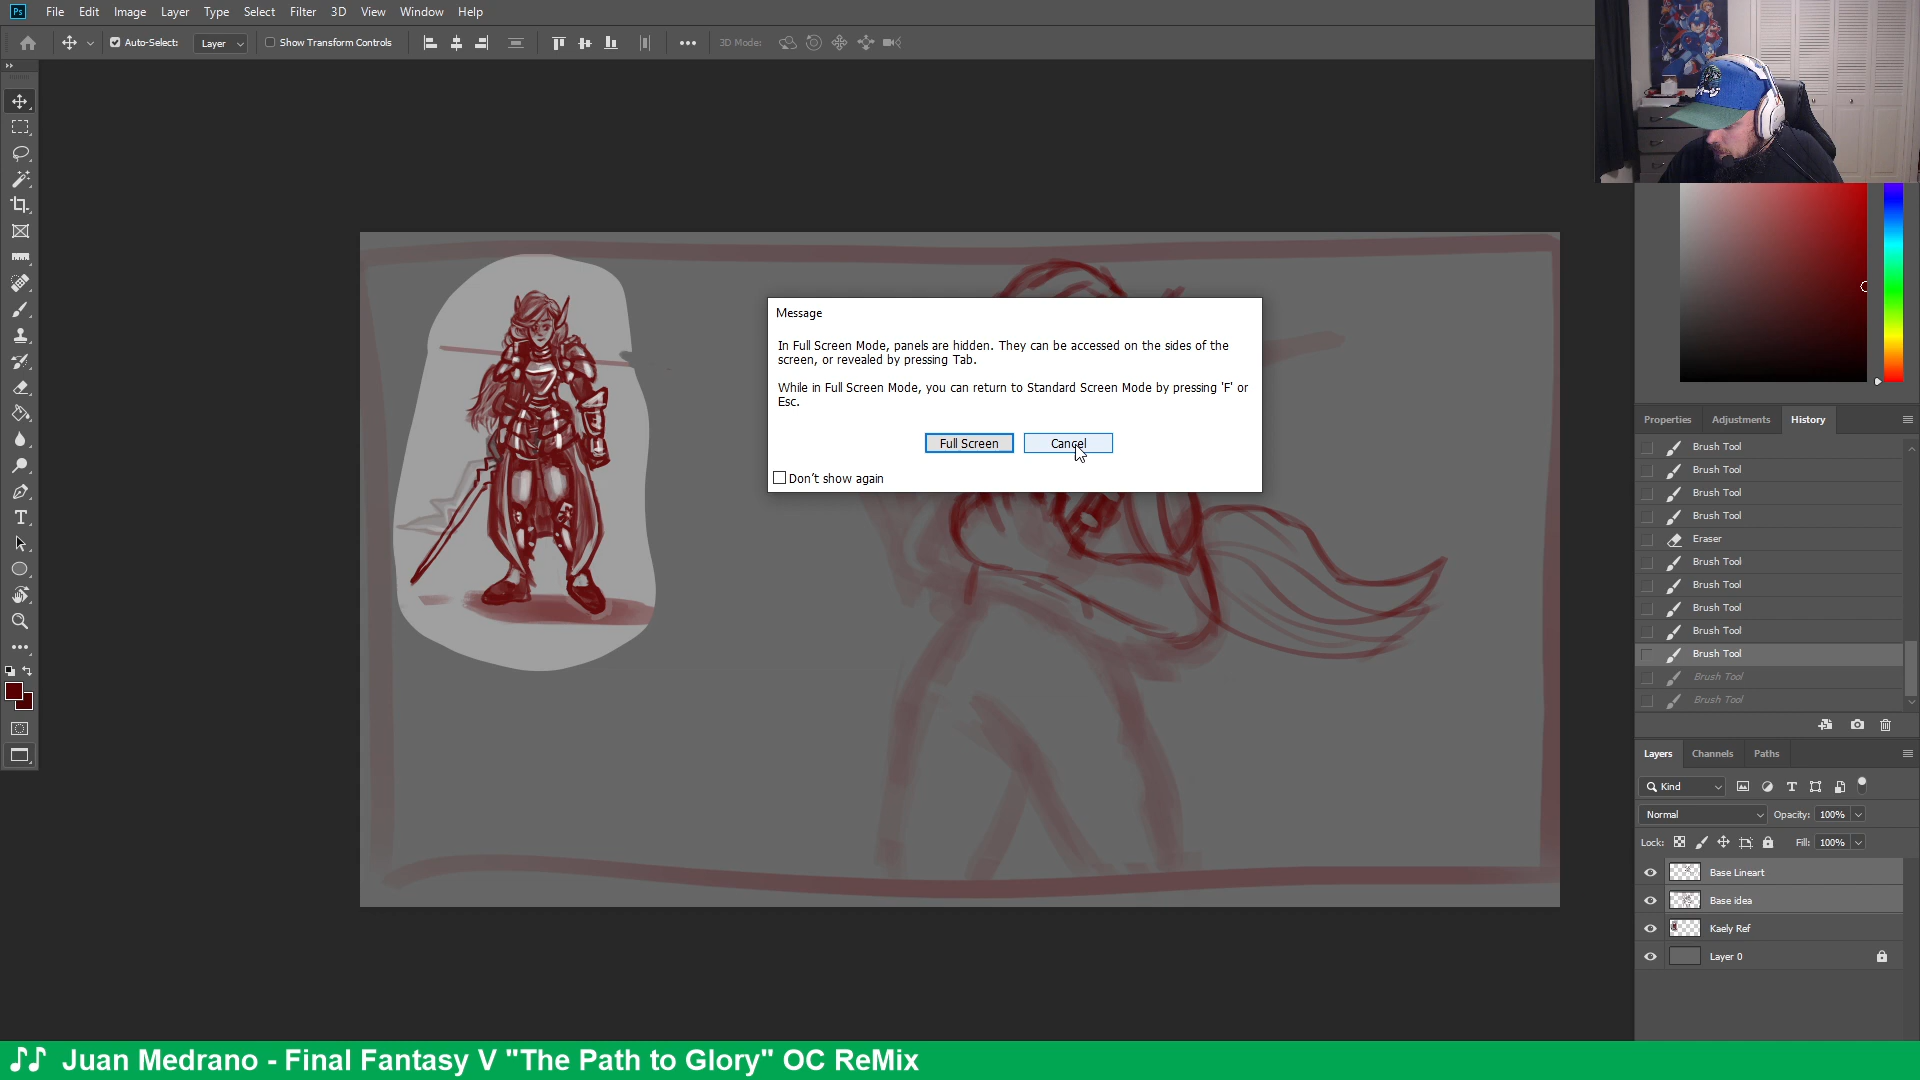 Ps File Edit Image Layer Type Select Filter 3D View Window Help
Auto-Select: Layer Show Transform Controls 3D Mode:
Message
In Full Screen Mode, panels are hidden. They can be accessed on the sides of the
screen, or revealed by pressing Tab.
While in Full Screen Mode, you can return to Standard Screen Mode by pressing 'F' or
Esc.
Full Screen Cancel
Don't show again
Properties Adjustments History
Brush Tool
Brush Tool
Brush Tool
Brush Tool
Eraser
Brush Tool
Brush Tool
Brush Tool
Brush Tool
Brush Tool
Brush Tool
Brush Tool
Layers Channels Paths
Kind
Normal Opacity: 100%
Lock: Fill: 100%
Base Lineart
Base idea
Kaely Ref
Layer 0
Juan Medrano - Final Fantasy V "The Path to Glory" OC ReMix